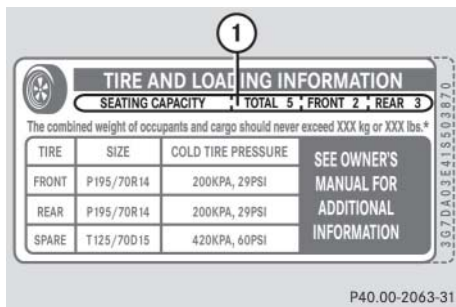 1
TIRE AND LOADING INFORMATION
SEATING CAPACITY TOTAL 5 FRONT 2 REAR 3
The combined weight of occupants and cargo should never exceed XXX kg or XXX lbs.*
TIRE SIZE COLD TIRE PRESSURE
FRONT P195/70R14 200KPA, 29PSI
REAR P195/70R14 200KPA, 29PSI
SPARE T125/70D15 420KPA, 60PSI
SEE OWNER'S
MANUAL FOR
ADDITIONAL
INFORMATION
3G7DA03E41S503870
P40.00-2063-31